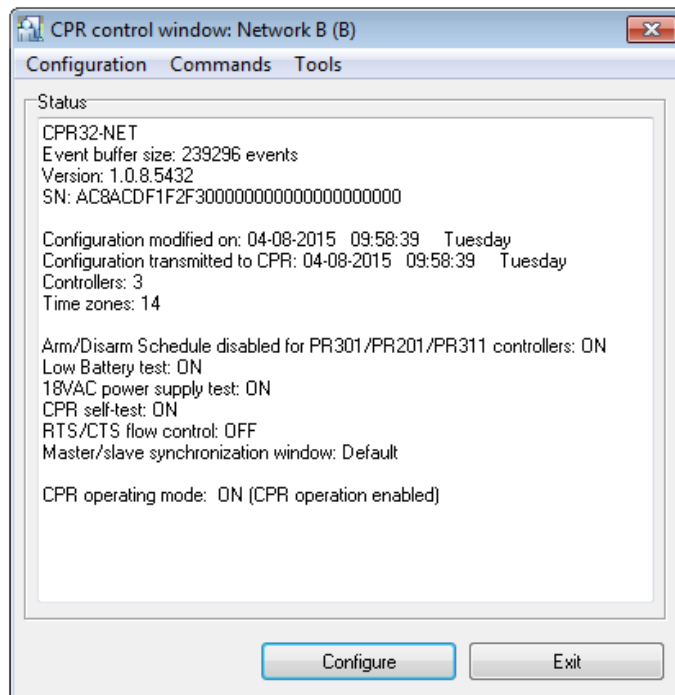 CPR control window: Network B (B)
Configuration Commands Tools
Status
CPR32-NET
Event buffer size: 239296 events
Version: 1.0.8.5432
SN: AC8ACDF1F2F3000000000000000000000
Configuration modified on: 04-08-2015 09:58:39 Tuesday
Configuration transmitted to CPR: 04-08-2015 09:58:39 Tuesday
Controllers: 3
Time zones: 14
Arm/Disarm Schedule disabled for PR301/PR201/PR311 controllers: ON
Low Battery test: ON
18VAC power supply test: ON
CPR self-test: ON
RTS/CTS flow control: OFF
Master/slave synchronization window: Default
CPR operating mode: ON (CPR operation enabled)
Configure Exit